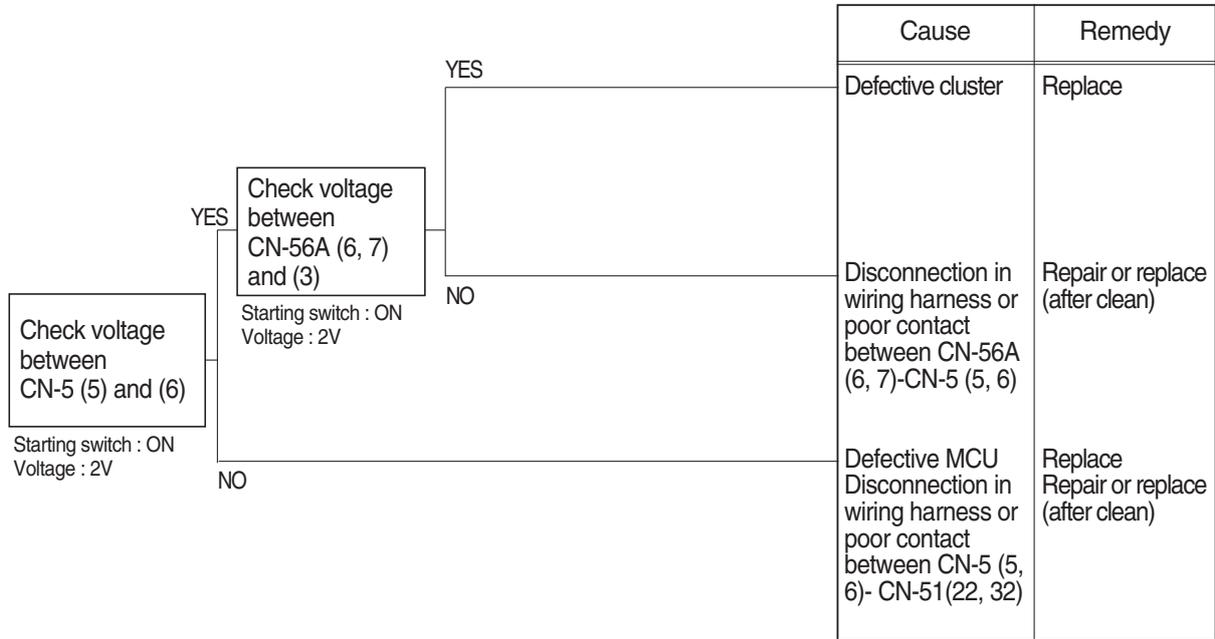 Cause
Remedy
YES
Defective cluster
Replace
Check voltage
between
CN-56A (6, 7)
and (3)
YES
Starting switch : ON
Voltage : 2V
NO
Disconnection in
wiring harness or
poor contact
between CN-56A
(6, 7)-CN-5 (5, 6)
Repair or replace
(after clean)
Check voltage
between
CN-5 (5) and (6)
Starting switch : ON
Voltage : 2V
NO
Defective MCU
Disconnection in
wiring harness or
poor contact
between CN-5 (5,
6)- CN-51(22, 32)
Replace
Repair or replace
(after clean)